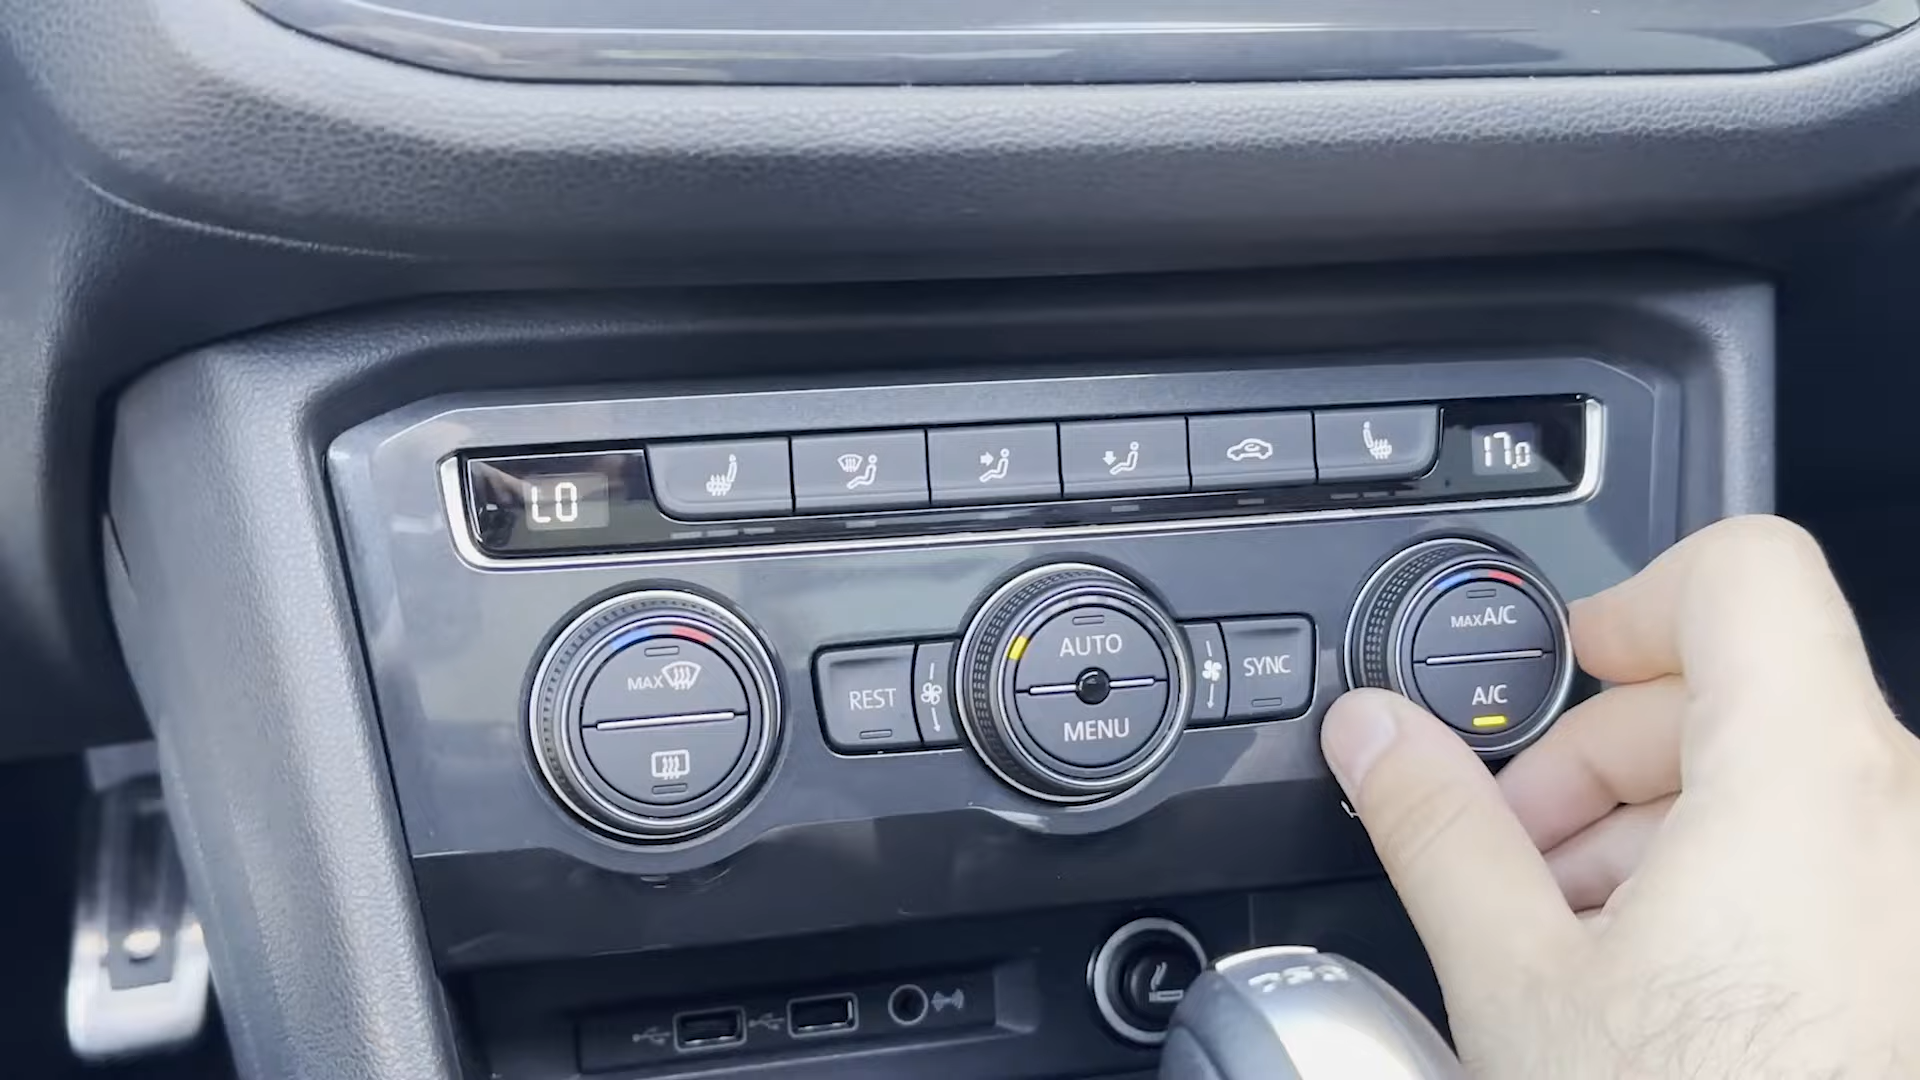 LO
17.0
MAX
REST
AUTO
MENU
SYNC
MAX A/C
A/C